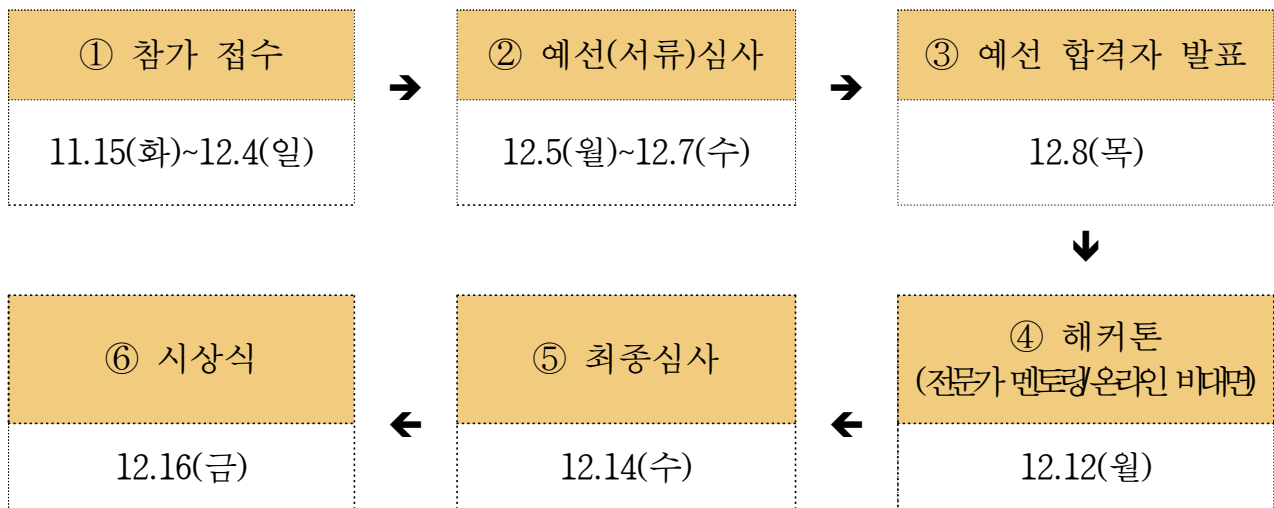 ① 참가 접수
11.15(화)~12.4(일)
② 예선(서류)심사
12.5(월)~12.7(수)
③ 예선 합격자 발표
12.8(목)
④ 해커톤
(전문가 멘토링/온라인 비대면)
12.12(월)
⑤ 최종심사
12.14(수)
⑥ 시상식
12.16(금)